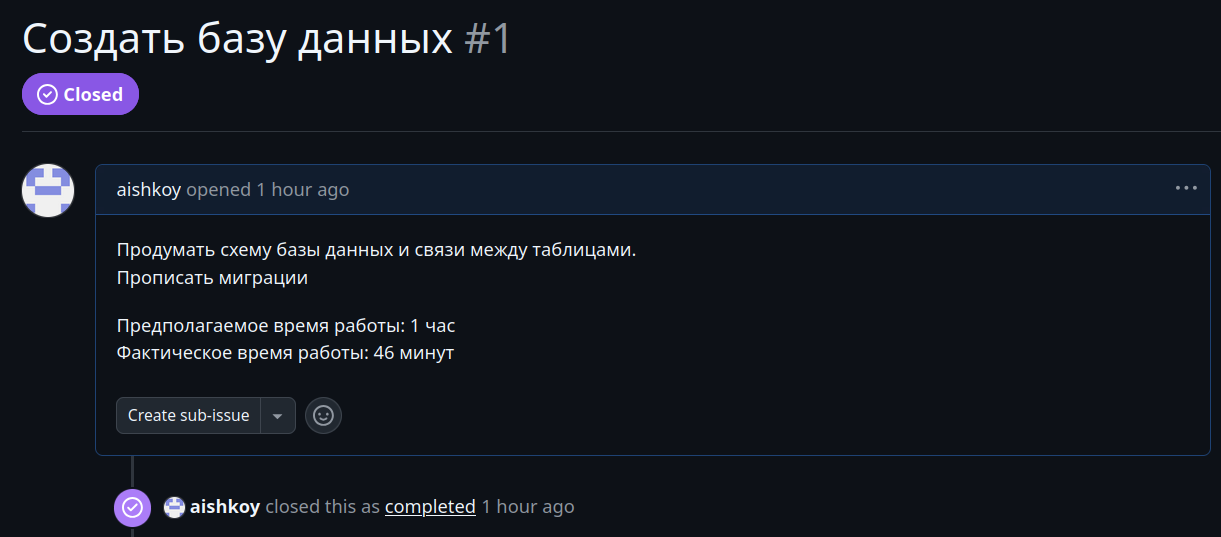 Создать базу данных #1
Closed
aishkoy opened 1 hour ago
Продумать схему базы данных и связи между таблицами.
Прописать миграции
Предполагаемое время работы: 1 час
Фактическое время работы: 46 минут
Create sub-issue
aishkoy closed this as completed 1 hour ago